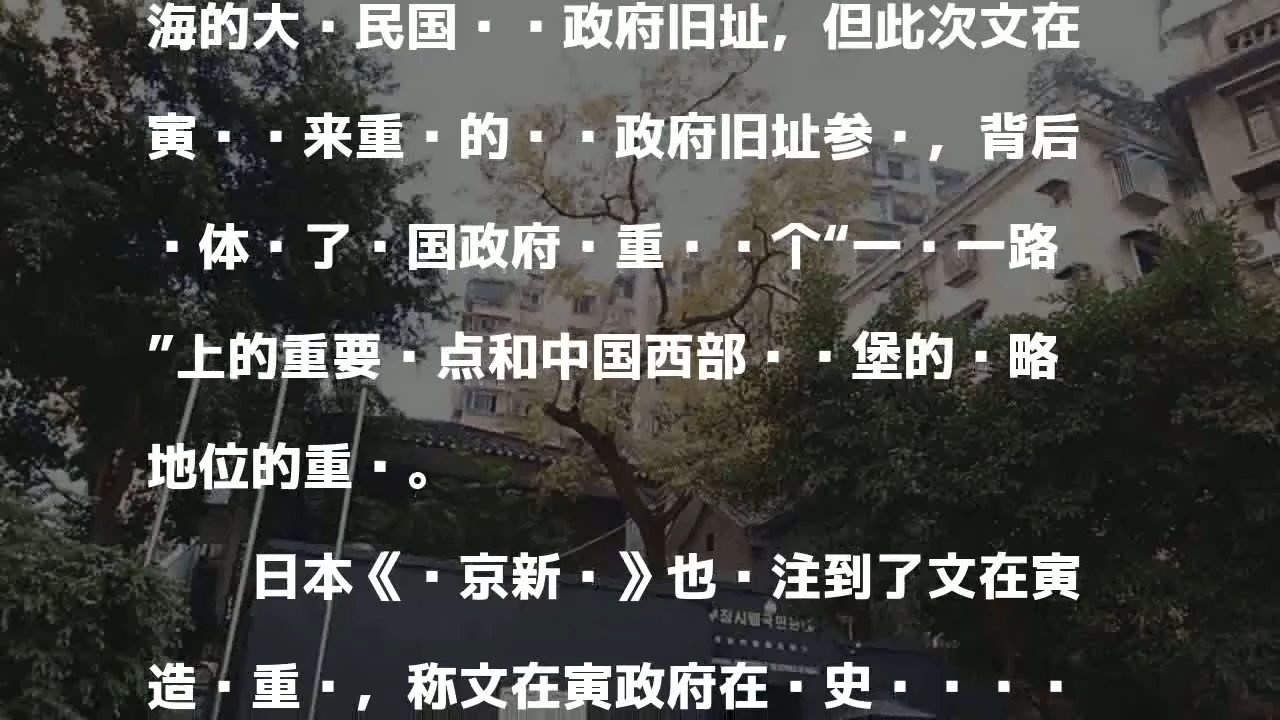 海的大·民国··政府旧址，但此次文在
寅··来重·的··政府旧址参·，背后
·体·了·国政府·重··个“一·一路
”上的重要·点和中国西部··堡的·略
地位的重·。
日本《·京新·》也·注到了文在寅
造·重·，称文在寅政府在·史····